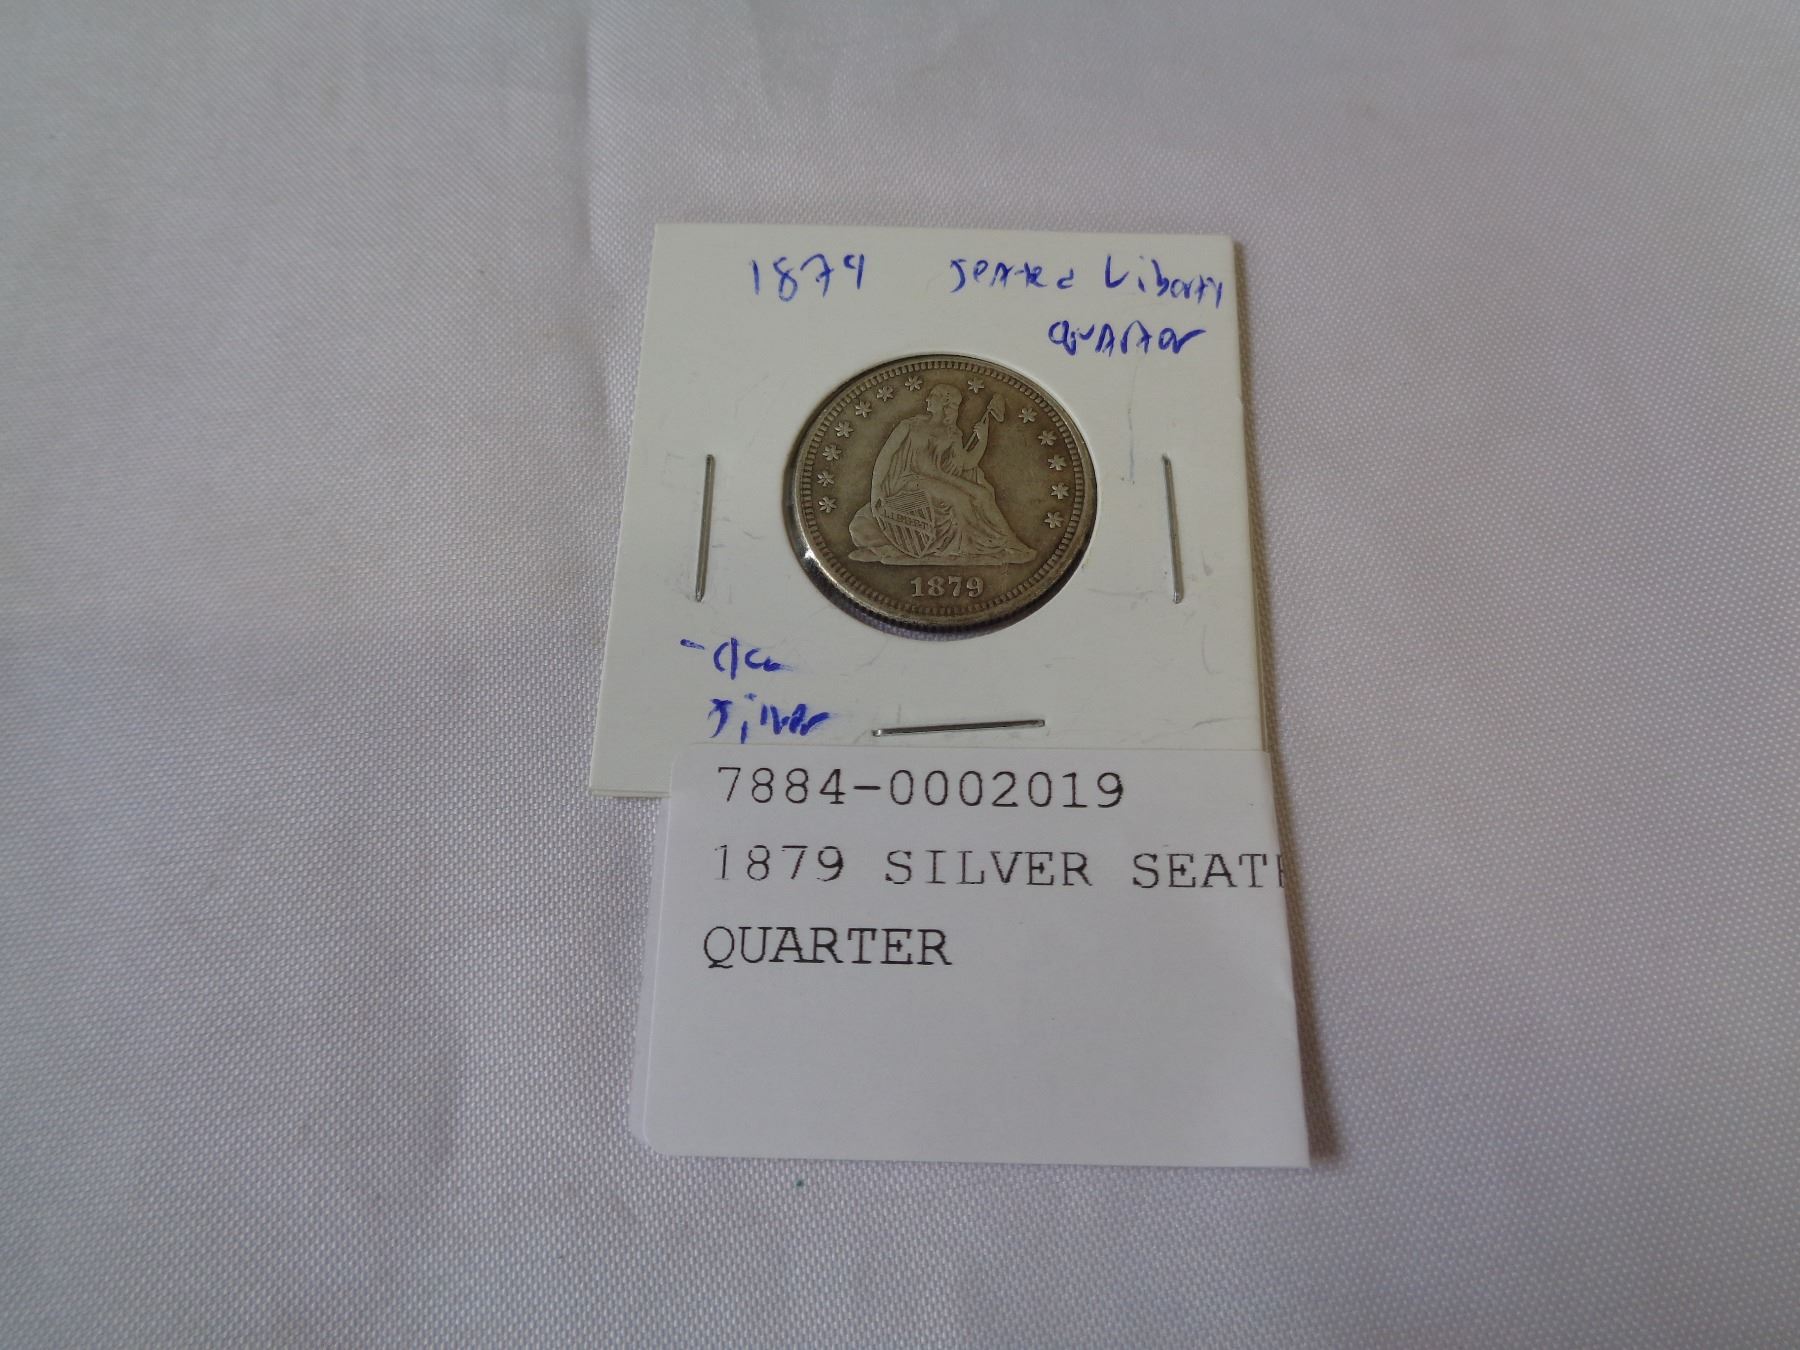 1879 Seated Liberty
quarter
LIBERTY
1879
silver
7884-0002019
1879 SILVER SEAT
QUARTER